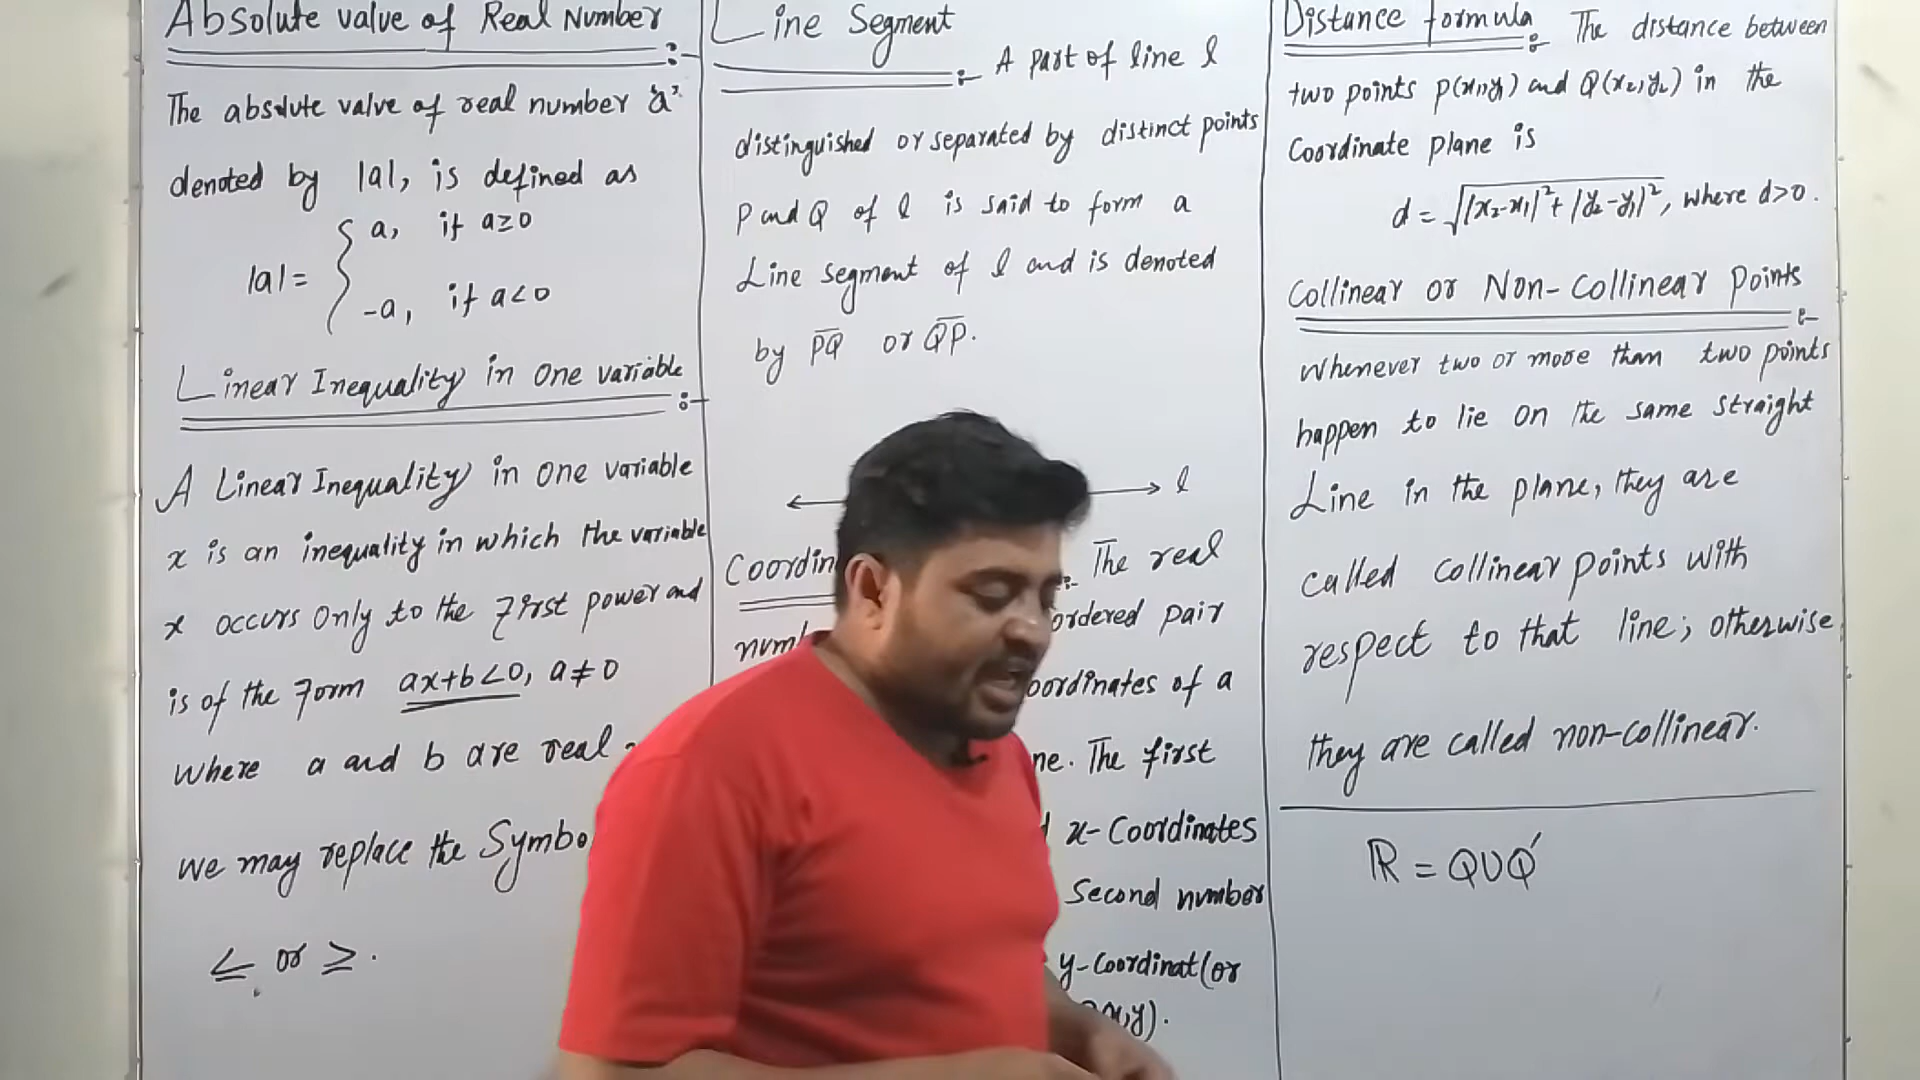 Absolute value of Real Number :-
The absolute value of real number 'a'
denoted by |a|, is defined as
|a| = { a, if a≥0
-a, if a<0
Linear Inequality in One variable :-
A Linear Inequality in one variable
x is an inequality in which the variable
x occurs only to the first power and
is of the form ax+b<0, a≠0
where a and b are real
we may replace the Symbo
≤ or ≥.
Line Segment :- A part of line l
distinguished or separated by distinct points
P and Q of l is said to form a
Line segment of l and is denoted
by P̅Q̅ or Q̅P̅.
l
The real
ordered pair
of a
The first
x-Coordinates
Second number
y-Coordinat(or
Distance formula :- The distance between
two points P(x₁,y₁) and Q(x₂,y₂) in the
Coordinate plane is
d = √|x₂-x₁|²+|y₂-y₁|², where d>0.
Collinear or Non-Collinear Points :-
Whenever two or more than two points
happen to lie on the same straight
Line in the plane, they are
called collinear points with
respect to that line; otherwise
they are called non-collinear.
ℝ = Q∪Q'